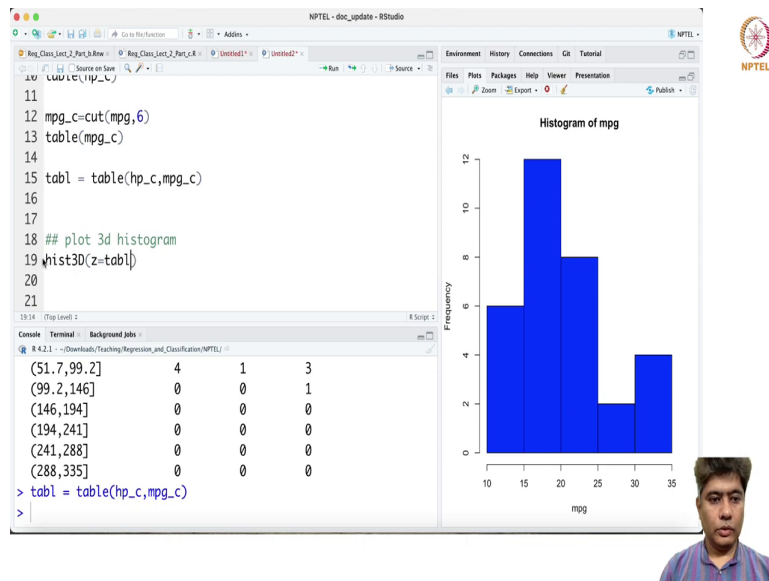 NPTEL - doc_update - RStudio
Go to file/function Addins NPTEL
Reg_Class_Lect_2_Part_b.Rnw Reg_Class_Lect_2_Part_c.R Untitled1* Untitled2*
Source on Save Run Source
10 table(hp_c)
11
12 mpg_c=cut(mpg,6)
13 table(mpg_c)
14
15 tabl = table(hp_c,mpg_c)
16
17
18 ## plot 3d histogram
19 hist3D(z=tabl)
20
21
19:14 (Top Level) R Script
Console Terminal Background Jobs
R 4.2.1 · ~/Downloads/Teaching/Regression_and_Classification/NPTEL/
(51.7,99.2] 4 1 3
(99.2,146] 0 0 1
(146,194] 0 0 0
(194,241] 0 0 0
(241,288] 0 0 0
(288,335] 0 0 0
> tabl = table(hp_c,mpg_c)
>
Environment History Connections Git Tutorial
Files Plots Packages Help Viewer Presentation
Zoom Export Publish
Histogram of mpg
Frequency
12
10
8
6
4
2
0
10 15 20 25 30 35
mpg
NPTEL